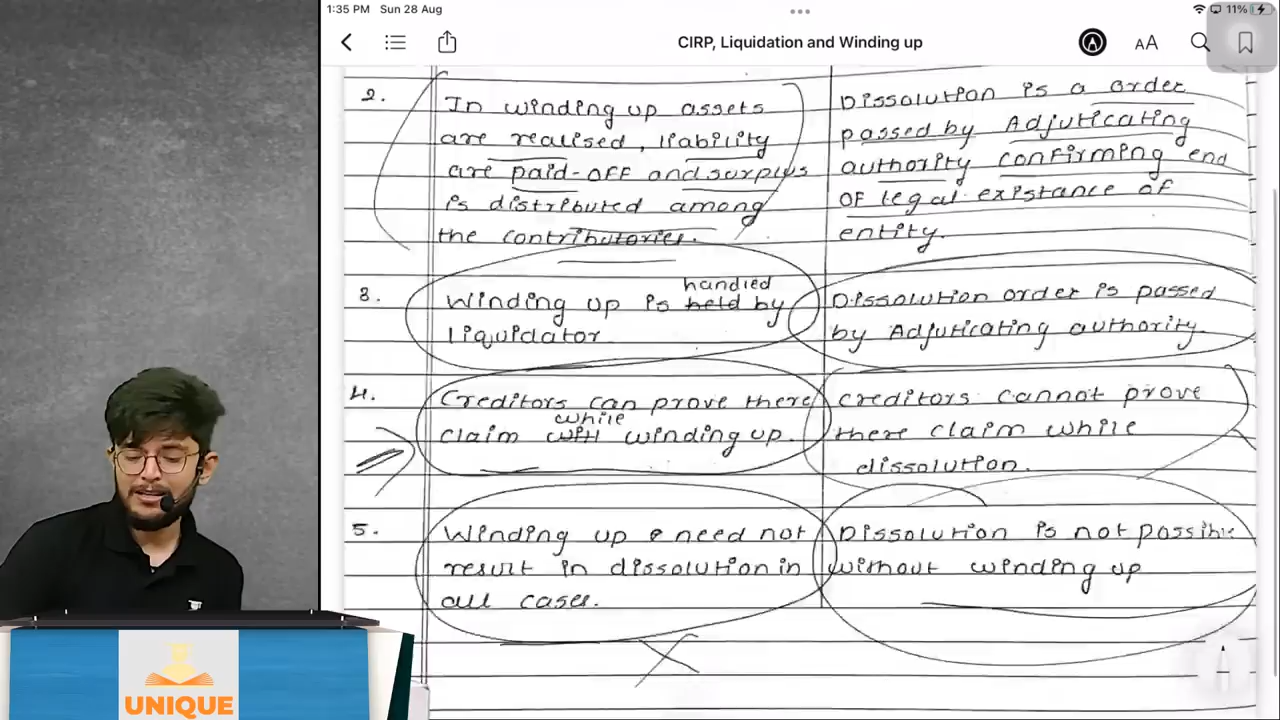 1:35 PM Sun 28 Aug
11%
CIRP, Liquidation and Winding up
AA
2.
In winding up assets
are realised, liability
are paid-off and surplus
is distributed among
the contributories.
Dissolution is a order
passed by Adjuticating
authority confirming end
of legal existance of
entity.
3.
handled
Winding up is held by
liquidator
Dissolution order is passed
by Adjuticating authority.
4.
Creditors can prove there
while
claim with winding up.
creditors cannot prove
there claim while
dissolution.
5.
Winding up need not
result in dissolution in
all cases.
Dissolution is not possible
without winding up
UNIQUE